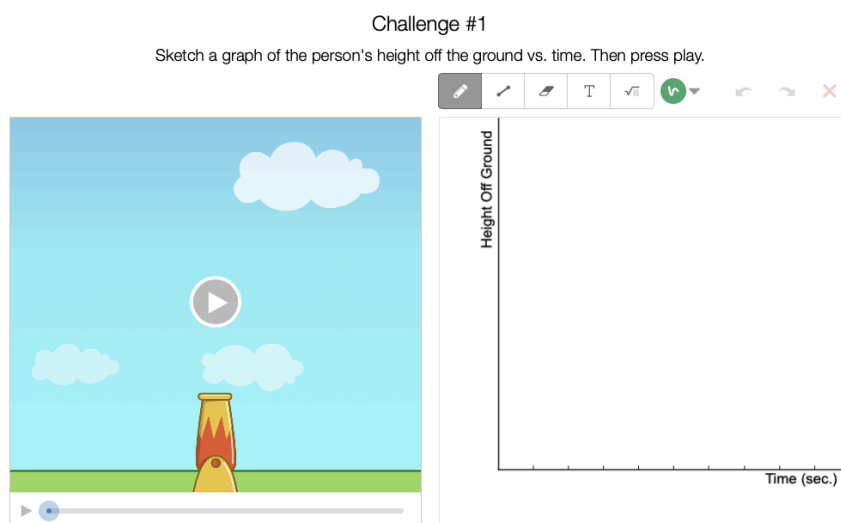 Challenge #1
Sketch a graph of the person's height off the ground vs. time. Then press play.
T
√
Height Off Ground
Time (sec.)